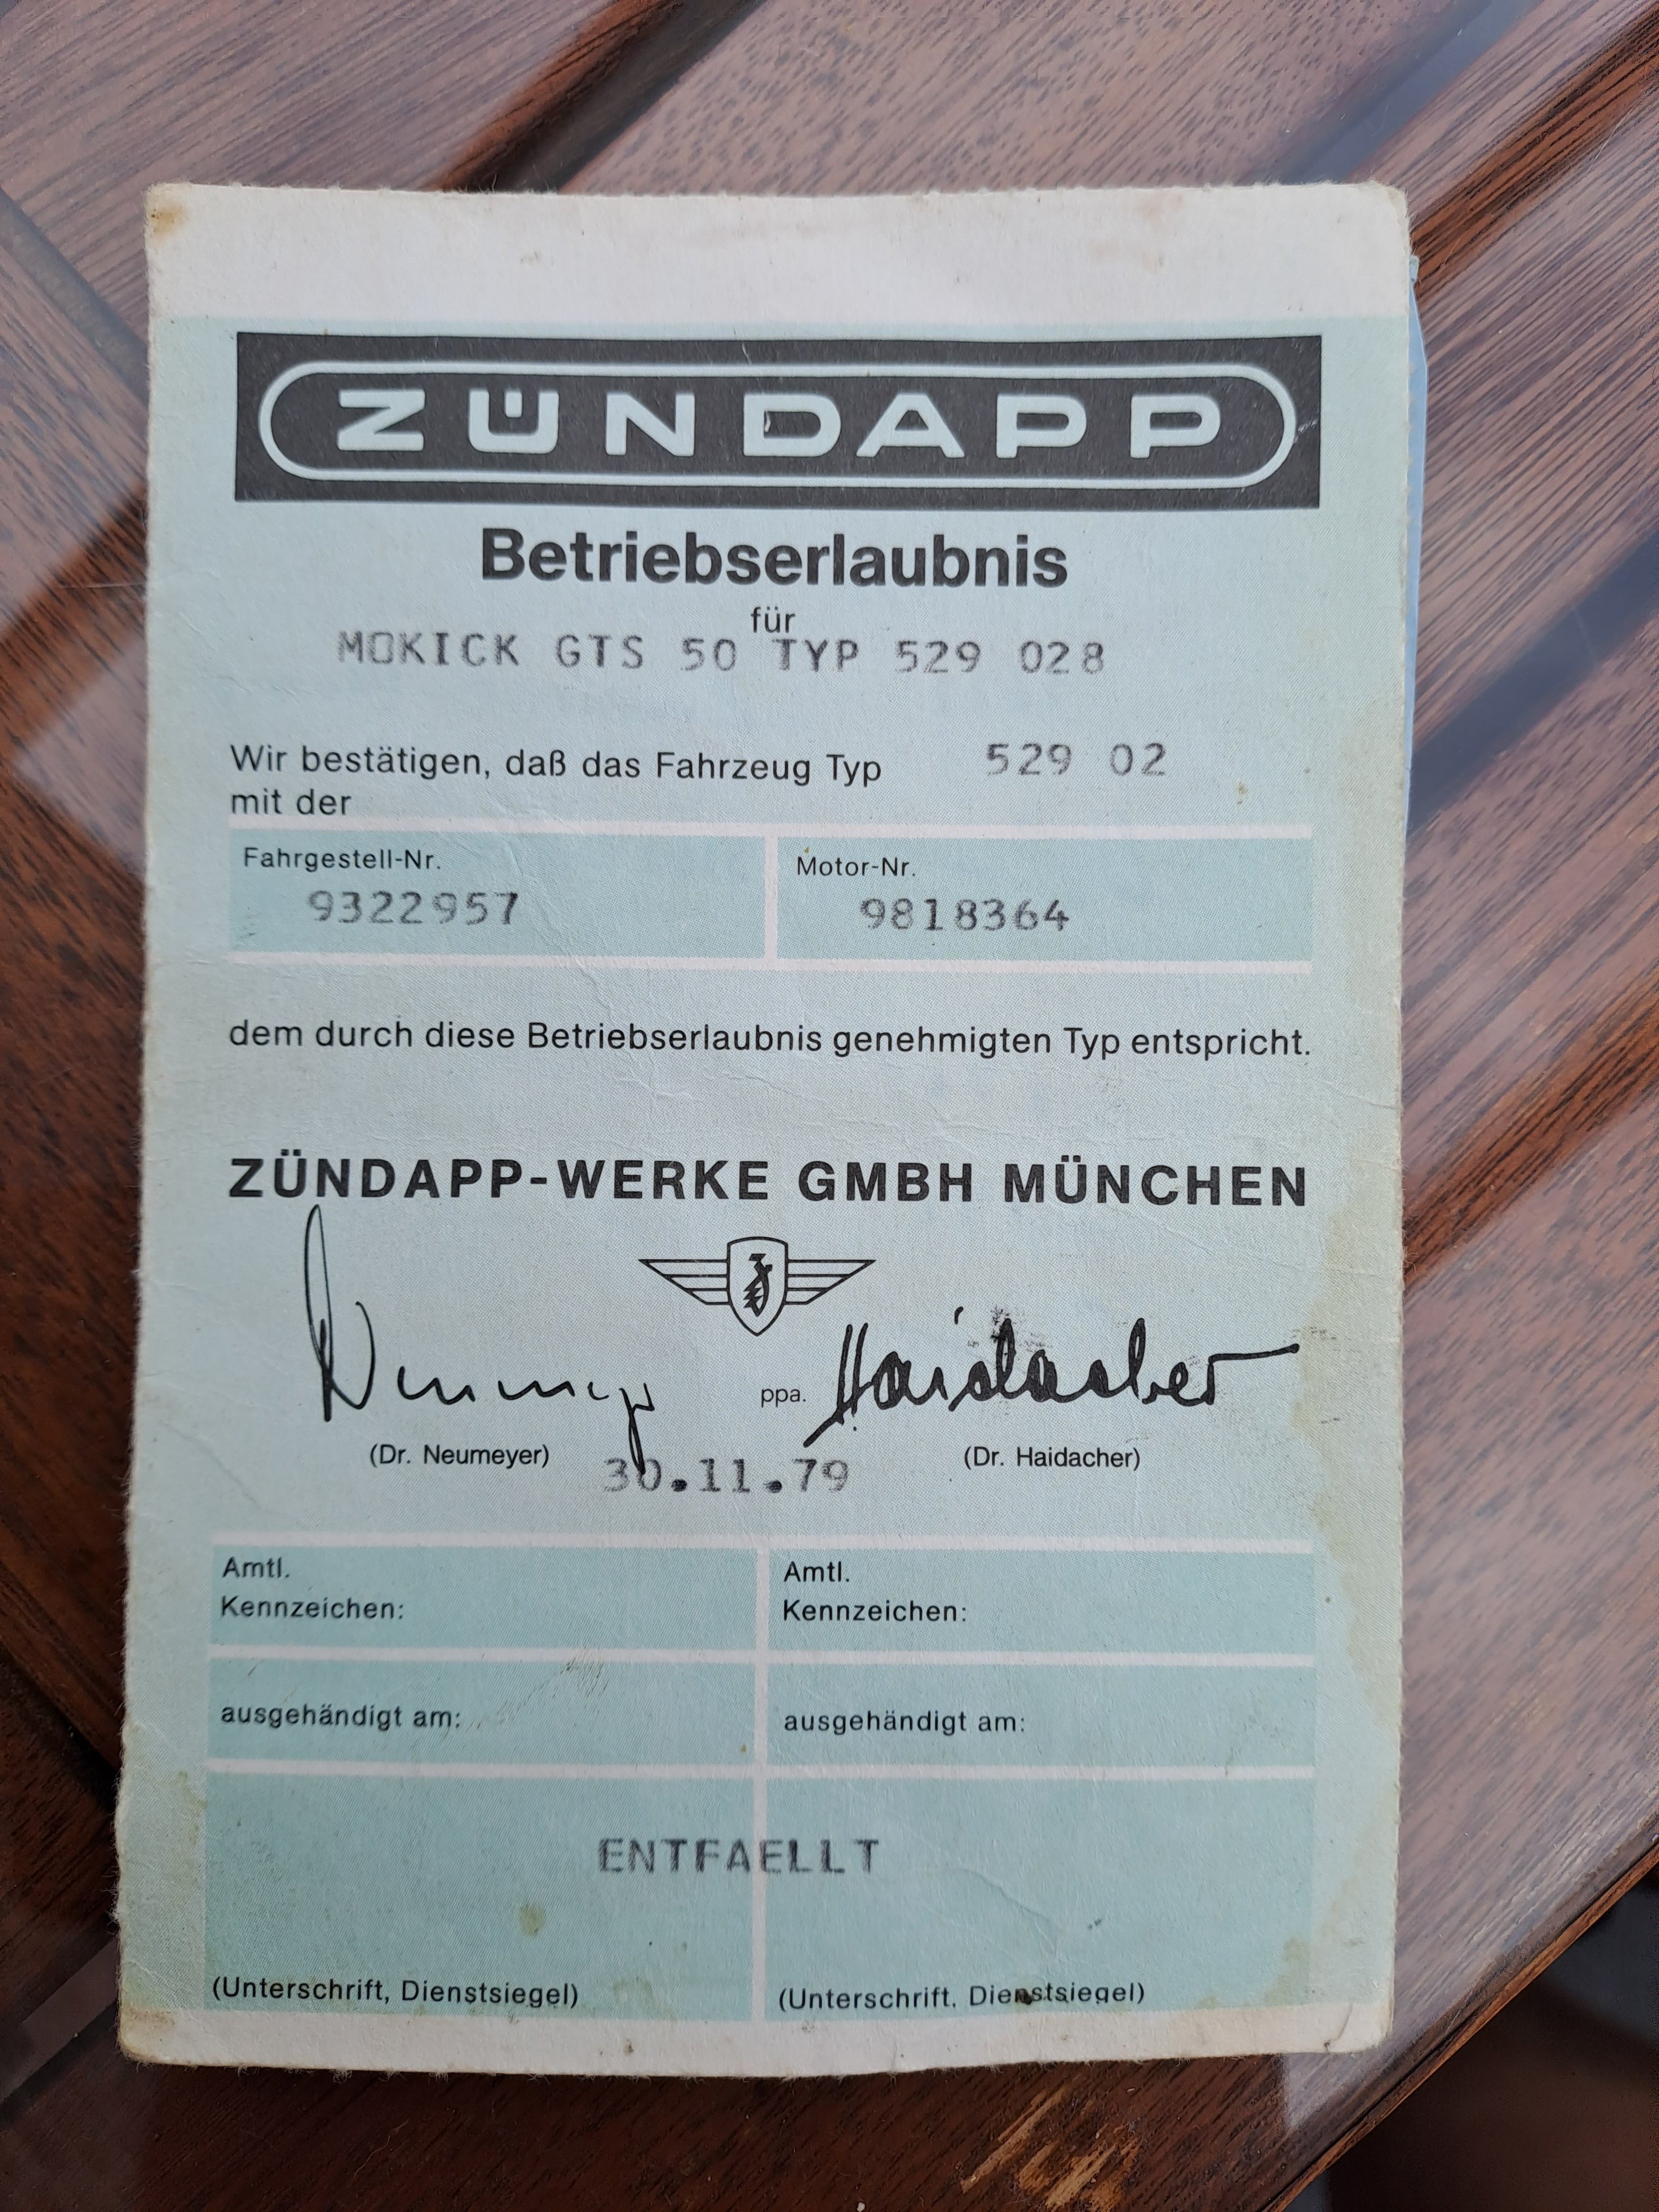 ZÜNDAPP
Betriebserlaubnis
für
MOKICK GTS 50 TYP 529 028
Wir bestätigen, daß das Fahrzeug Typ 529 02
mit der
Fahrgestell-Nr. Motor-Nr.
9322957 9818364
dem durch diese Betriebserlaubnis genehmigten Typ entspricht.
ZÜNDAPP-WERKE GMBH MÜNCHEN
Z
Neumeyer ppa. Haidacher
(Dr. Neumeyer) (Dr. Haidacher)
30.11.79
Amtl. Amtl.
Kennzeichen: Kennzeichen:
ausgehändigt am: ausgehändigt am:
ENTFAELLT
(Unterschrift, Dienstsiegel) (Unterschrift. Dienstsiegel)